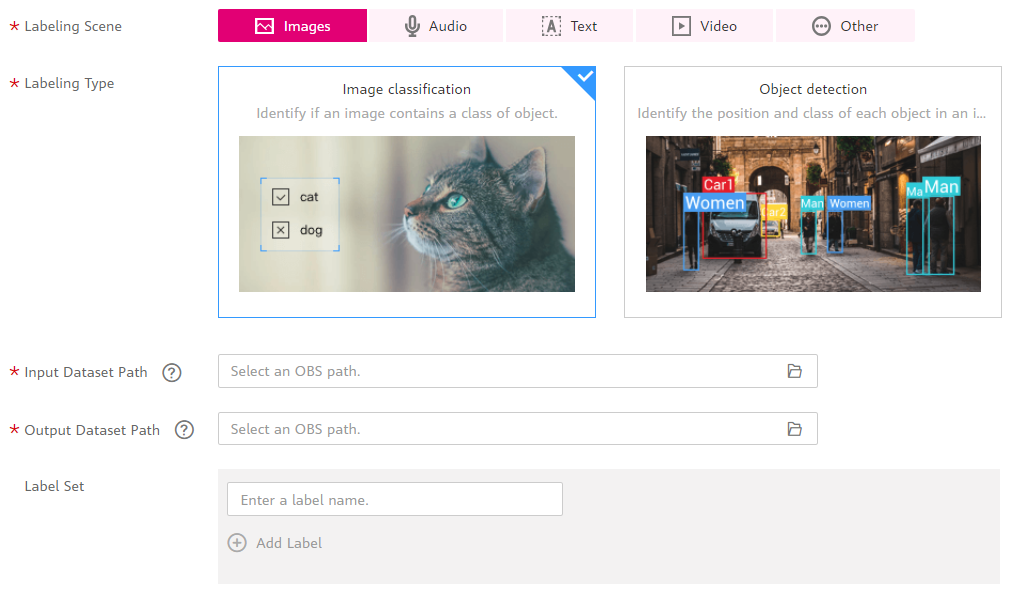 * Labeling Scene
Images
Audio
Text
Video
Other
* Labeling Type
Image classification
Identify if an image contains a class of object.
cat
dog
Object detection
Identify the position and class of each object in an i...
Car1
Women
Car2
Man
Women
Ma
Man
* Input Dataset Path ?
Select an OBS path.
* Output Dataset Path ?
Select an OBS path.
Label Set
Enter a label name.
Add Label